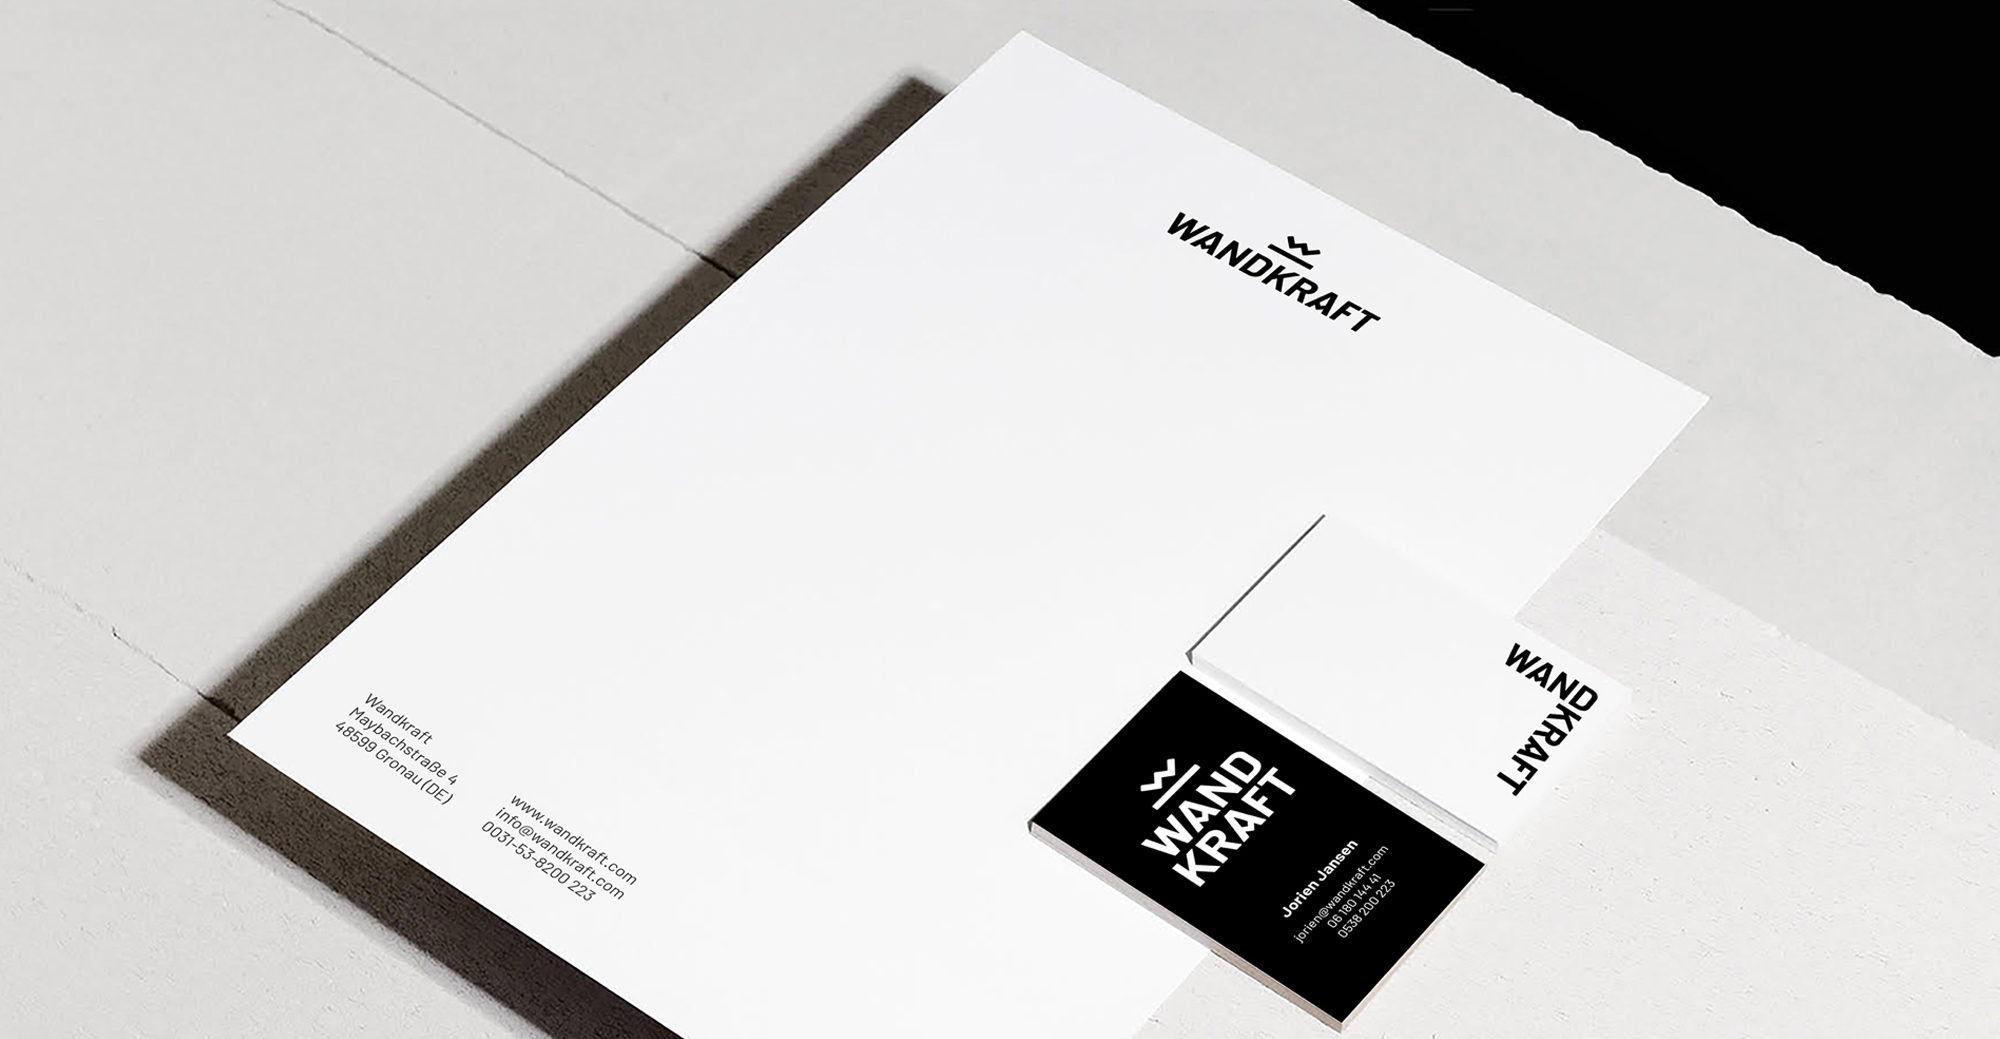 WANDKRAFT
Wandkraft
Maybachstraße 4
48599 Gronau (DE)
www.wandkraft.com
info@wandkraft.com
0031-53-8200 223
WAND
KRAFT
WAND
KRAFT
Jorien Jansen
jorien@wandkraft.com
06 180 144 41
0538 200 223